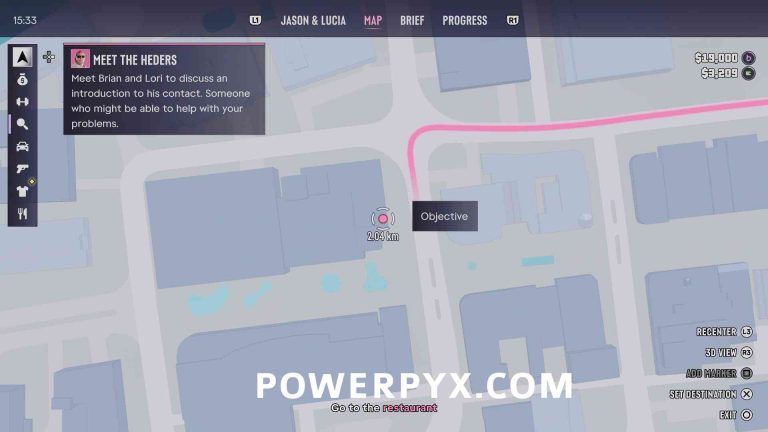 15:33
L1 JASON & LUCIA MAP BRIEF PROGRESS R1
MEET THE HEDERS
Meet Brian and Lori to discuss an
introduction to his contact. Someone
who might be able to help with your
problems.
$19,000
$3,209
Objective
2.04 km
RECENTER L3
3D VIEW R3
ADD MARKER
SET DESTINATION
EXIT
POWERPYX.COM
Go to the restaurant